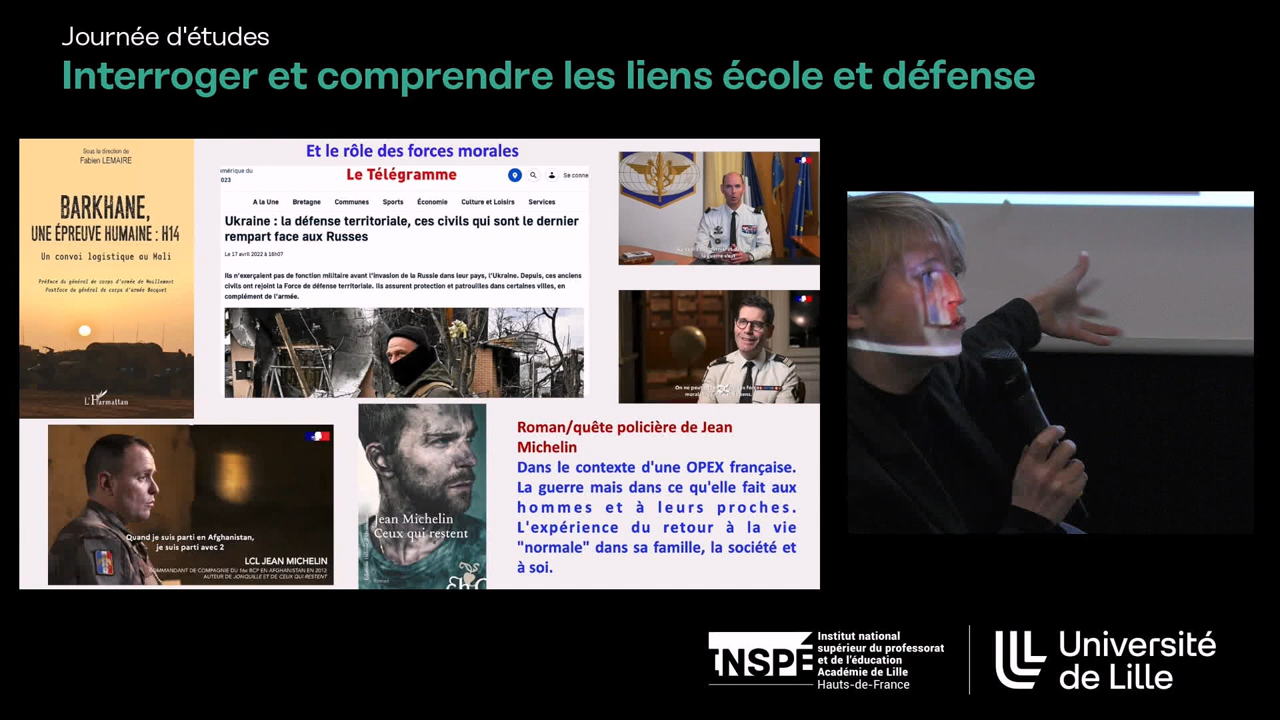 Journée d'études
Interroger et comprendre les liens école et défense
Sous la direction de
Fabien LEMAIRE
BARKHANE,
UNE ÉPREUVE HUMAINE : H14
Un convoi logistique au Mali
Préface du général de corps d'armée de
Postface du général de corps d'armée Becquet
L'Harmattan
Et le rôle des forces morales
Le Télégramme
Se conne
A la Une Bretagne Communes Sports Économie Culture et Loisirs Services
Ukraine : la défense territoriale, ces civils qui sont le dernier
rempart face aux Russes
Le 17 avril 2022 à 16h07
Ils n'exerçaient pas de fonction militaire avant l'invasion de la Russie dans leur pays, l'Ukraine. Depuis, ces anciens
civils ont rejoint la Force de défense territoriale. Ils assurent protection et patrouilles dans certaines villes, en
complément de l'armée.
Quand je suis parti en Afghanistan,
je suis parti avec 2
LCL JEAN MICHELIN
COMMANDANT DE COMPAGNIE DU 16e BCP EN AFGHANISTAN EN 2012
AUTEUR DE JONQUILLE ET DE CEUX QUI RESTENT
Jean Michelin
Ceux qui restent
Roman
Roman/quête policière de Jean
Michelin
Dans le contexte d'une OPEX française.
La guerre mais dans ce qu'elle fait aux
hommes et à leurs proches.
L'expérience du retour à la vie
"normale" dans sa famille, la société et
à soi.
INSPÉ
Institut national
supérieur du professorat
et de l'éducation
Académie de Lille
Hauts-de-France
Université
de Lille